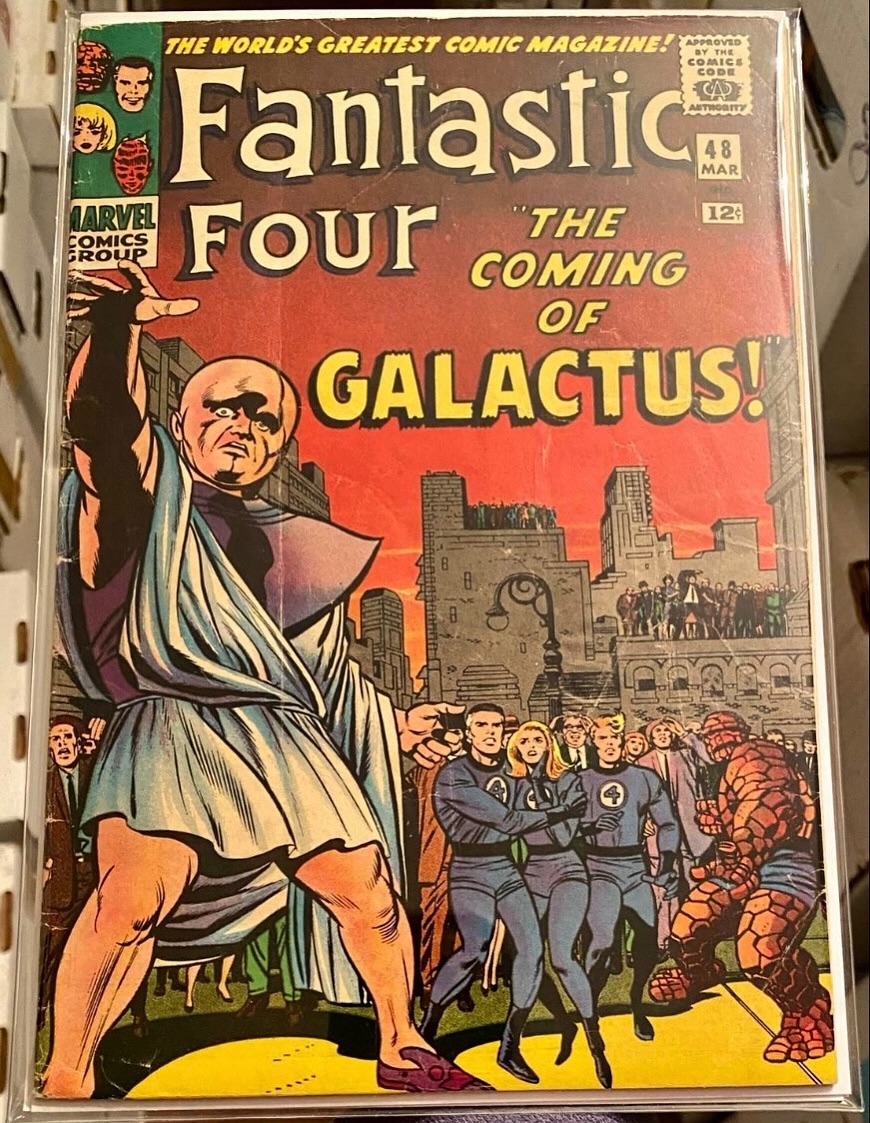 THE WORLD'S GREATEST COMIC MAGAZINE!
APPROVED
BY THE
COMICS
CODE
CA
AUTHORITY
Fantastic
Four
48
MAR
12¢
MARVEL
COMICS
GROUP
"THE
COMING
OF
GALACTUS!"
4
4